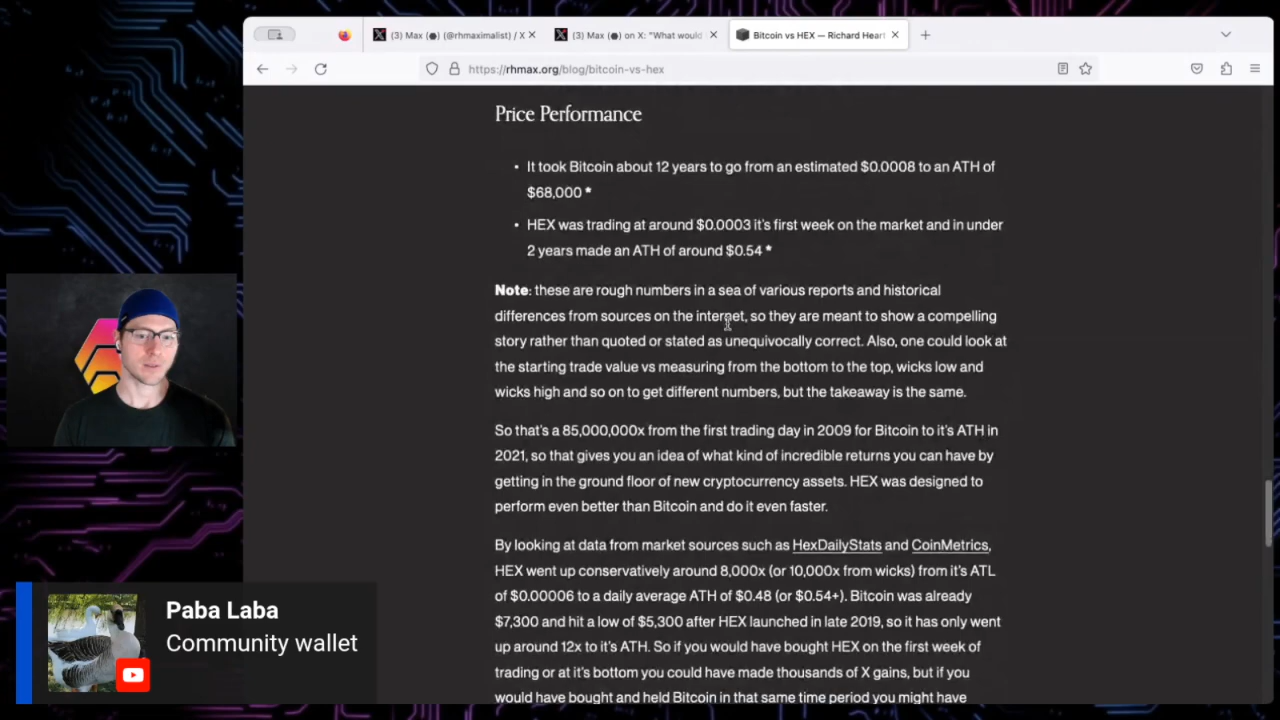 (3) Max (●) (@rhmaximalist) / X
(3) Max (●) on X: "What would
Bitcoin vs HEX — Richard Heart
https://rhmax.org/blog/bitcoin-vs-hex
Price Performance
• It took Bitcoin about 12 years to go from an estimated $0.0008 to an ATH of
$68,000 *
• HEX was trading at around $0.0003 it's first week on the market and in under
2 years made an ATH of around $0.54 *
Note: these are rough numbers in a sea of various reports and historical
differences from sources on the internet, so they are meant to show a compelling
story rather than quoted or stated as unequivocally correct. Also, one could look at
the starting trade value vs measuring from the bottom to the top, wicks low and
wicks high and so on to get different numbers, but the takeaway is the same.
So that's a 85,000,000x from the first trading day in 2009 for Bitcoin to it's ATH in
2021, so that gives you an idea of what kind of incredible returns you can have by
getting in the ground floor of new cryptocurrency assets. HEX was designed to
perform even better than Bitcoin and do it even faster.
By looking at data from market sources such as HexDailyStats and CoinMetrics,
HEX went up conservatively around 8,000x (or 10,000x from wicks) from it's ATL
of $0.00006 to a daily average ATH of $0.48 (or $0.54+). Bitcoin was already
$7,300 and hit a low of $5,300 after HEX launched in late 2019, so it has only went
up around 12x to it's ATH. So if you would have bought HEX on the first week of
trading or at it's bottom you could have made thousands of X gains, but if you
would have bought and held Bitcoin in that same time period you might have
Paba Laba
Community wallet